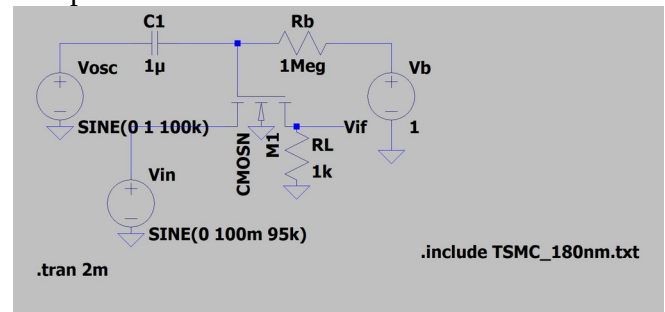 C1
Rb
Vosc
1µ
1Meg
Vb
SINE(0 1 100k)
CMOSN
M1
Vif
1
RL
1k
Vin
SINE(0 100m 95k)
.include TSMC_180nm.txt
.tran 2m